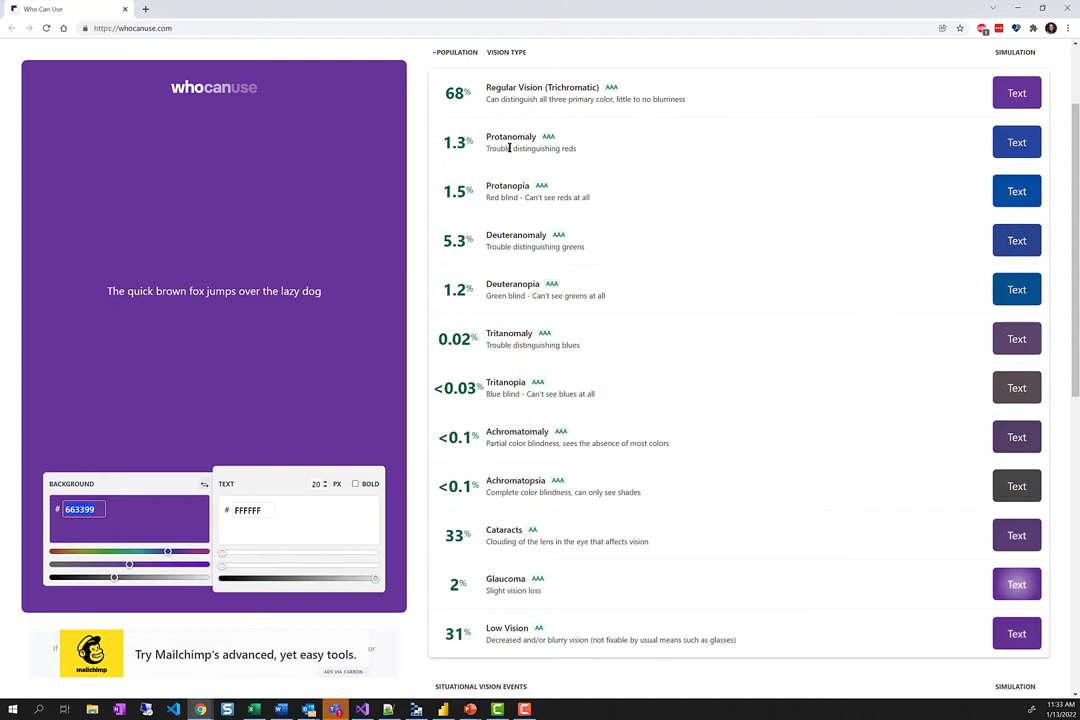 Who Can Use
https://whocanuse.com
POPULATION VISION TYPE SIMULATION
whocanuse
68% Regular Vision (Trichromatic) AAA
Can distinguish all three primary color, little to no blurriness
Text
1.3% Protanomaly AAA
Trouble distinguishing reds
Text
1.5% Protanopia AAA
Red blind - Can't see reds at all
Text
5.3% Deuteranomaly AAA
Trouble distinguishing greens
Text
1.2% Deuteranopia AAA
Green blind - Can't see greens at all
Text
The quick brown fox jumps over the lazy dog
0.02% Tritanomaly AAA
Trouble distinguishing blues
Text
<0.03% Tritanopia AAA
Blue blind - Can't see blues at all
Text
<0.1% Achromatomaly AAA
Partial color blindness, sees the absence of most colors
Text
<0.1% Achromatopsia AAA
Complete color blindness, can only see shades
Text
33% Cataracts AA
Clouding of the lens in the eye that affects vision
Text
2% Glaucoma AAA
Slight vision loss
Text
31% Low Vision AA
Decreased and/or blurry vision (not fixable by usual means such as glasses)
Text
BACKGROUND
# 663399
TEXT 20 PX BOLD
# FFFFFF
If
or
mailchimp
Try Mailchimp's advanced, yet easy tools.
ADS VIA CARBON
SITUATIONAL VISION EVENTS SIMULATION
11:33 AM
1/13/2022